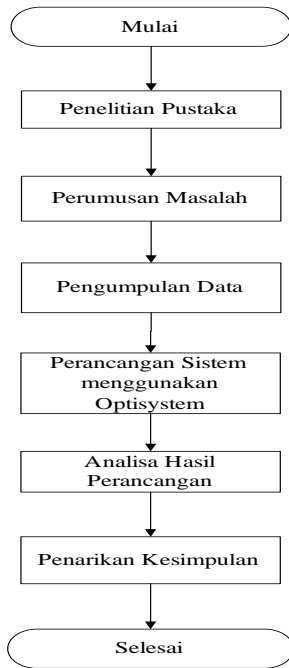 Mulai
Penelitian Pustaka
Perumusan Masalah
Pengumpulan Data
Perancangan Sistem
menggunakan
Optisystem
Analisa Hasil
Perancangan
Penarikan Kesimpulan
Selesai